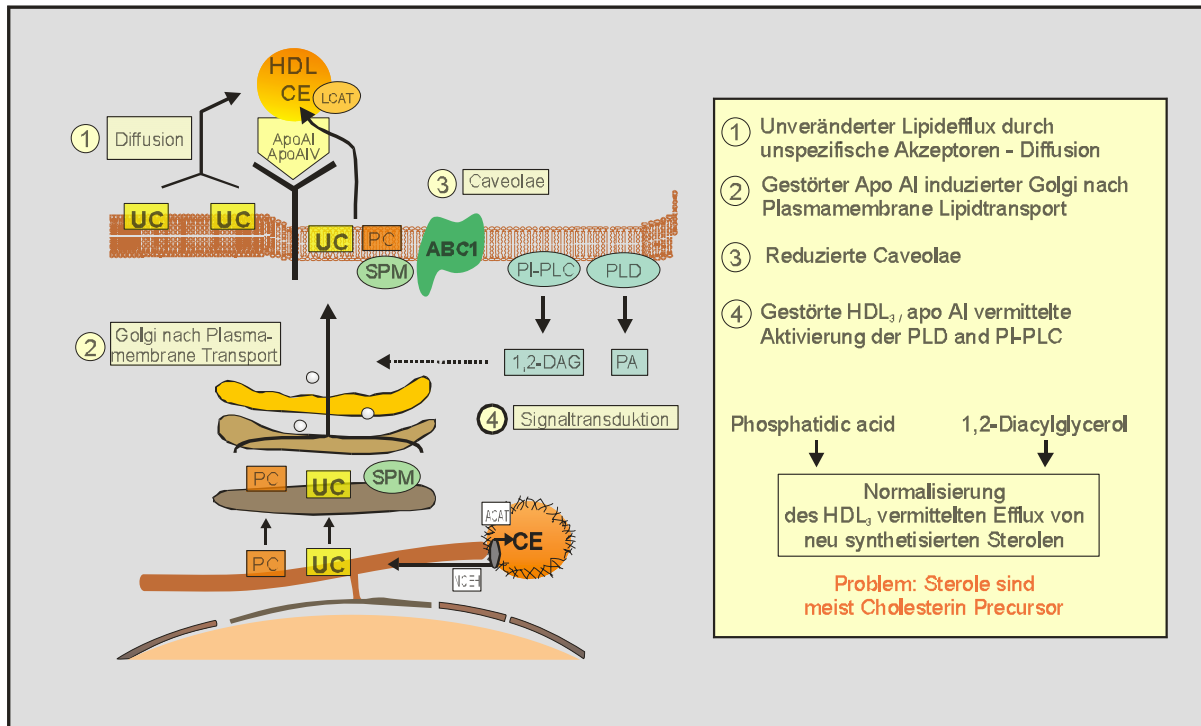 HDL
CE
LCAT
1
Diffusion
ApoAI
ApoAIV
3
Caveolae
UC
UC
UC
PC
SPM
ABC1
PI-PLC
PLD
2
Golgi nach Plasma-
membrane Transport
1,2-DAG
PA
4
Signaltransduktion
PC
UC
SPM
ACAT
CE
PC
UC
NCEH
1 Unveränderter Lipidefflux durch
unspezifische Akzeptoren - Diffusion
2 Gestörter Apo AI induzierter Golgi nach
Plasmamembrane Lipidtransport
3 Reduzierte Caveolae
4 Gestörte HDL3 / apo AI vermittelte
Aktivierung der PLD and PI-PLC
Phosphatidic acid
1,2-Diacylglycerol
Normalisierung
des HDL3 vermittelten Efflux von
neu synthetisierten Sterolen
Problem: Sterole sind
meist Cholesterin Precursor